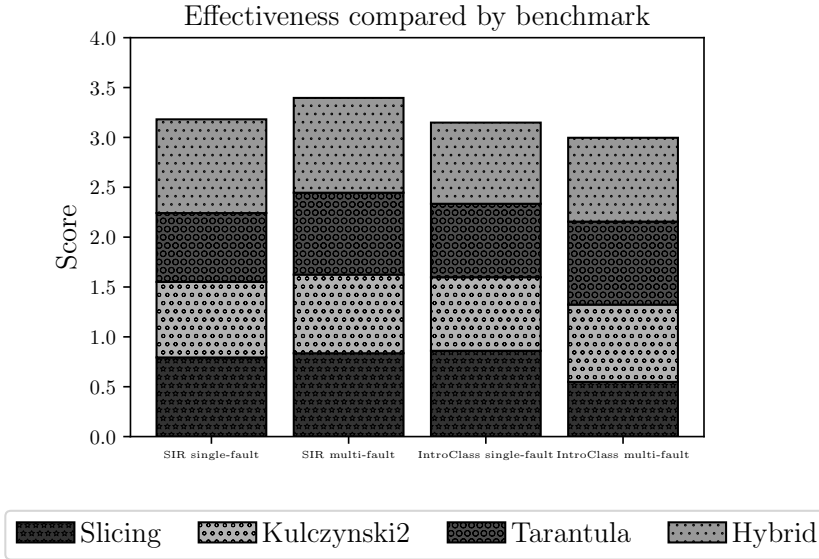 Effectiveness compared by benchmark
4.0
3.5
3.0
2.5
2.0
1.5
1.0
0.5
0.0
Score
SIR single-fault SIR multi-fault IntroClass single-fault IntroClass multi-fault
Slicing Kulczynski2 Tarantula Hybrid